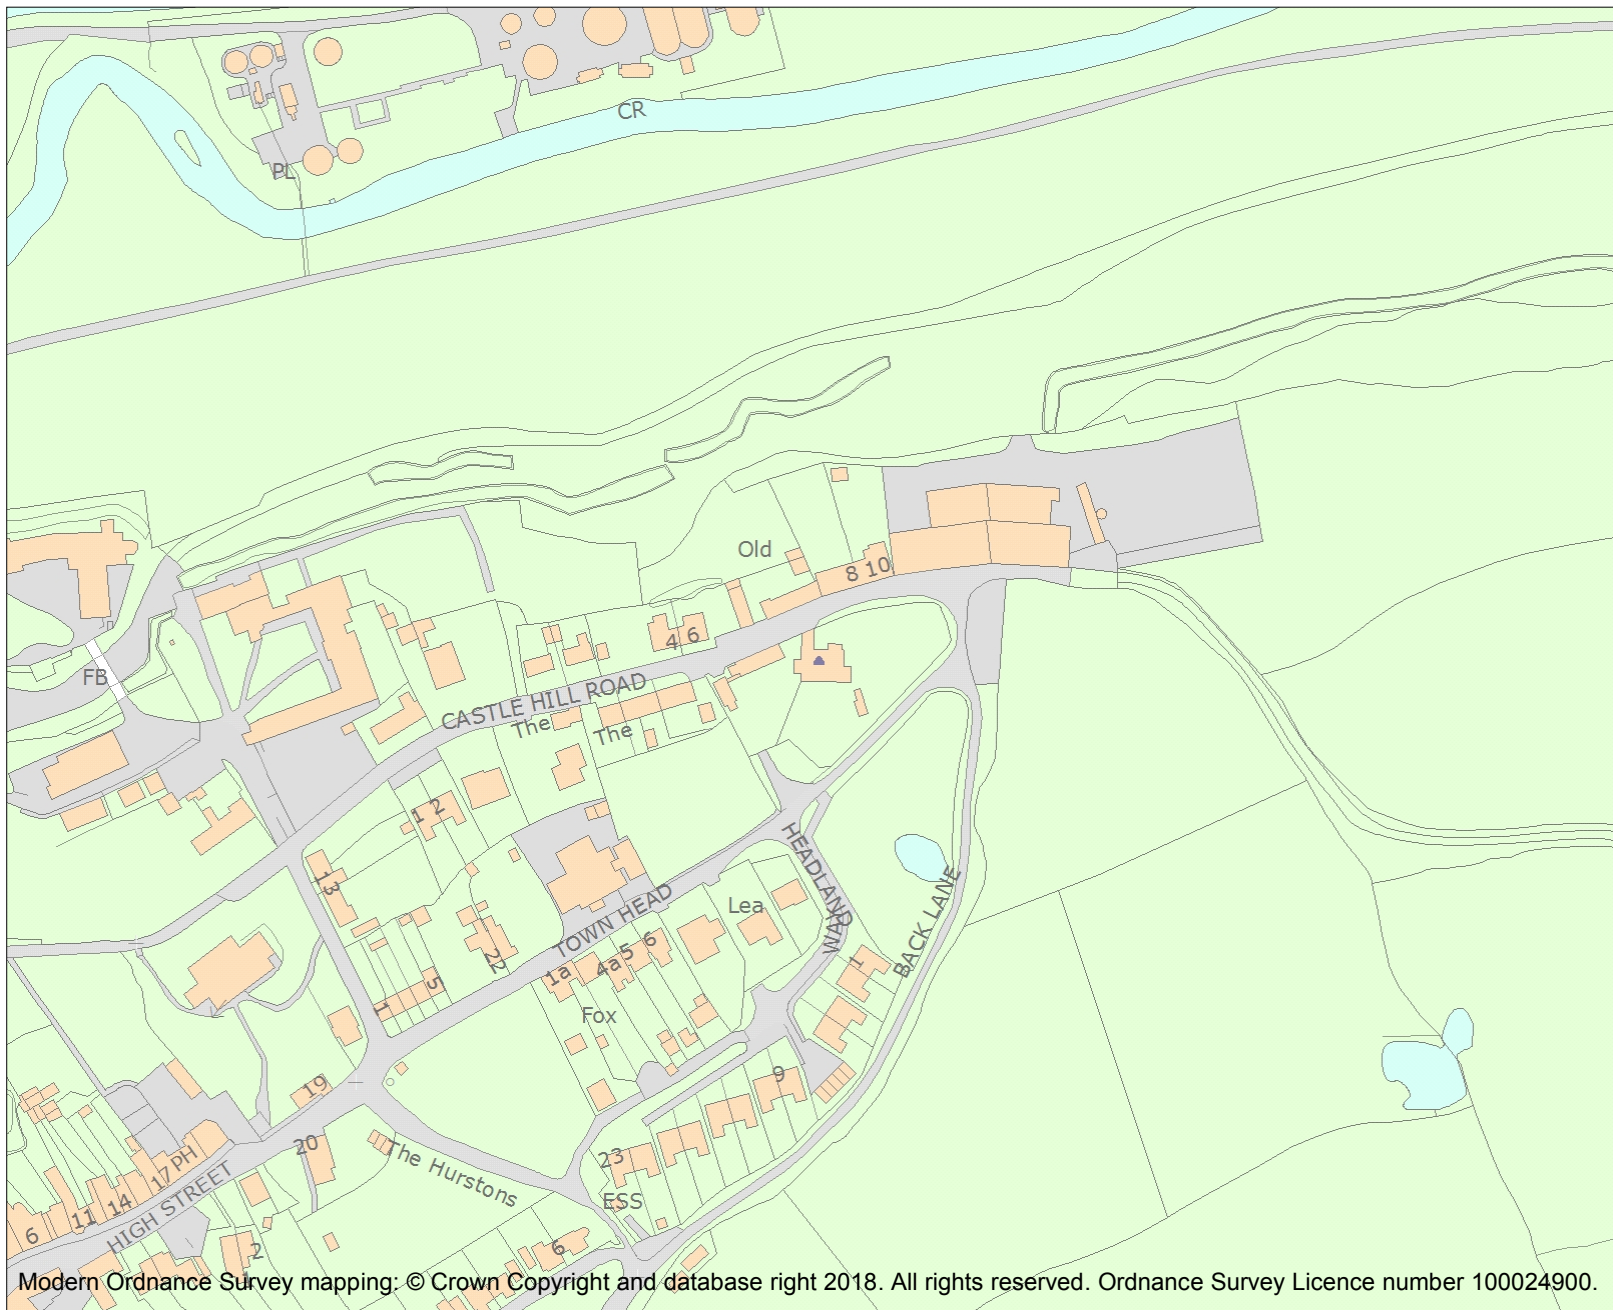 CR
PL
Old
8 10
4 6
FB
CASTLE HILL ROAD
The
The
1 2
HEADLAND
WAY
13
Lea
BACK LANE
TOWN HEAD
22
1a
4a
5
6
1
1
5
Fox
9
19
20
The Hurstons
23
ESS
17
PH
14
11
6
HIGH STREET
2
6
Modern Ordnance Survey mapping: © Crown Copyright and database right 2018. All rights reserved. Ordnance Survey Licence number 100024900.